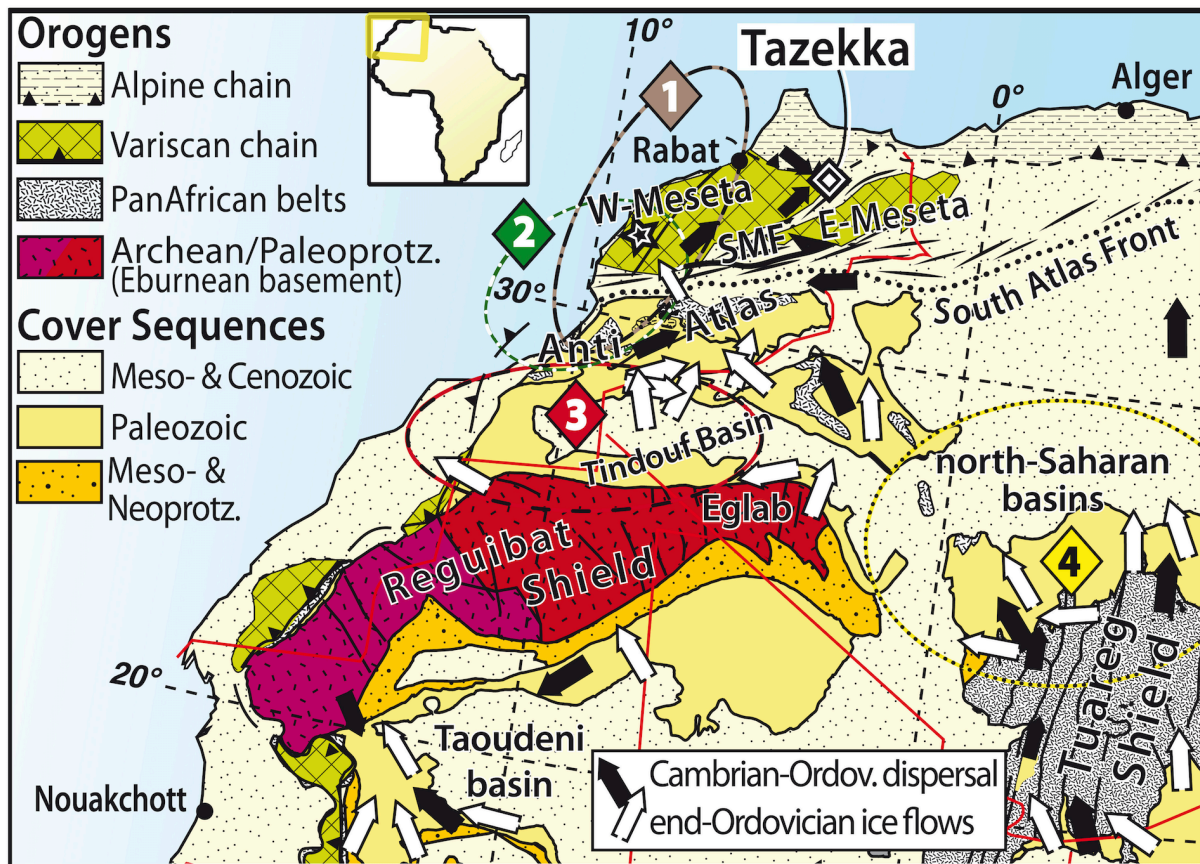 Orogens
Alpine chain
Variscan chain
PanAfrican belts
Archean/Paleoprotz.
(Eburnean basement)
Cover Sequences
Meso- & Cenozoic
Paleozoic
Meso- &
Neoprotz.
10°
Tazekka
0°
Alger
1
Rabat
W-Meseta
2
E-Meseta
SMF
30°
South Atlas Front
Anti Atlas
3
Tindouf Basin
north-Saharan
basins
Eglab
Reguibat
Shield
4
20°
Tuareg
Shield
Taoudeni
basin
Nouakchott
Cambrian-Ordov. dispersal
end-Ordovician ice flows